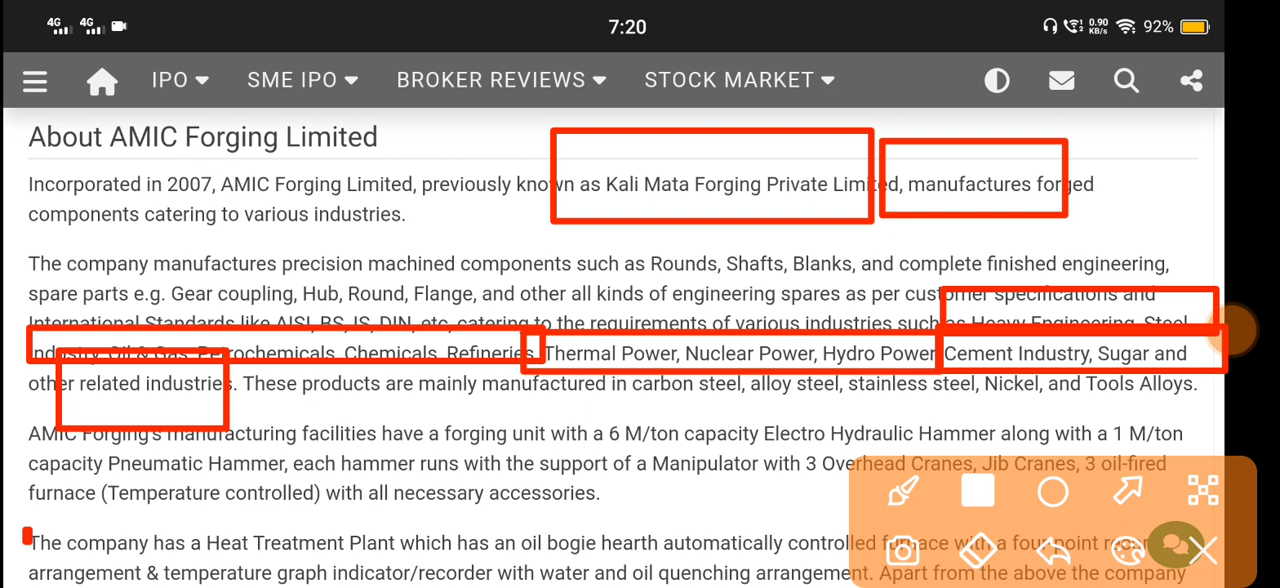 4G 4G 7:20 0.90 KB/s 92%
IPO SME IPO BROKER REVIEWS STOCK MARKET
About AMIC Forging Limited
Incorporated in 2007, AMIC Forging Limited, previously known as Kali Mata Forging Private Limited, manufactures forged
components catering to various industries.
The company manufactures precision machined components such as Rounds, Shafts, Blanks, and complete finished engineering,
spare parts e.g. Gear coupling, Hub, Round, Flange, and other all kinds of engineering spares as per customer specifications and
International Standards like AISI, BS, IS, DIN, etc, catering to the requirements of various industries such as Heavy Engineering, Steel
Industry, Oil & Gas, Petrochemicals, Chemicals, Refineries, Thermal Power, Nuclear Power, Hydro Power, Cement Industry, Sugar and
other related industries. These products are mainly manufactured in carbon steel, alloy steel, stainless steel, Nickel, and Tools Alloys.
AMIC Forging's manufacturing facilities have a forging unit with a 6 M/ton capacity Electro Hydraulic Hammer along with a 1 M/ton
capacity Pneumatic Hammer, each hammer runs with the support of a Manipulator with 3 Overhead Cranes, Jib Cranes, 3 oil-fired
furnace (Temperature controlled) with all necessary accessories.
The company has a Heat Treatment Plant which has an oil bogie hearth automatically controlled furnace with a four point
arrangement & temperature graph indicator/recorder with water and oil quenching arrangement. Apart from the above the company